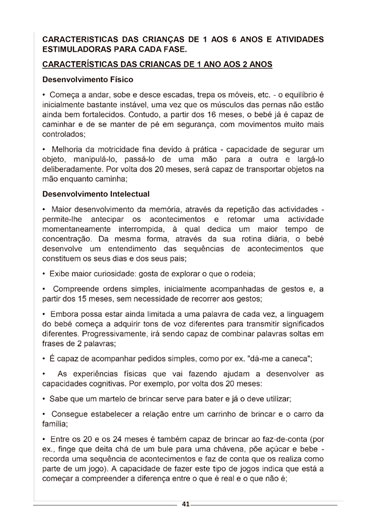 CARACTERISTICAS DAS CRIANÇAS DE 1 AOS 6 ANOS E ATIVIDADES
ESTIMULADORAS PARA CADA FASE.
CARACTERÍSTICAS DAS CRIANCAS DE 1 ANO AOS 2 ANOS
Desenvolvimento Físico
• Começa a andar, sobe e desce escadas, trepa os móveis, etc. - o equilíbrio é
inicialmente bastante instável, uma vez que os músculos das pernas não estão
ainda bem fortalecidos. Contudo, a partir dos 16 meses, o bebé já é capaz de
caminhar e de se manter de pé em segurança, com movimentos muito mais
controlados;
• Melhoria da motricidade fina devido à prática - capacidade de segurar um
objeto, manipulá-lo, passá-lo de uma mão para a outra e largá-lo
deliberadamente. Por volta dos 20 meses, será capaz de transportar objetos na
mão enquanto caminha;
Desenvolvimento Intelectual
• Maior desenvolvimento da memória, através da repetição das actividades -
permite-lhe antecipar os acontecimentos e retomar uma actividade
momentaneamente interrompida, à qual dedica um maior tempo de
concentração. Da mesma forma, através da sua rotina diária, o bebé
desenvolve um entendimento das sequências de acontecimentos que
constituem os seus dias e dos seus pais;
• Exibe maior curiosidade: gosta de explorar o que o rodeia;
• Compreende ordens simples, inicialmente acompanhadas de gestos e, a
partir dos 15 meses, sem necessidade de recorrer aos gestos;
• Embora possa estar ainda limitada a uma palavra de cada vez, a linguagem
do bebé começa a adquirir tons de voz diferentes para transmitir significados
diferentes. Progressivamente, irá sendo capaz de combinar palavras soltas em
frases de 2 palavras;
• É capaz de acompanhar pedidos simples, como por ex. "dá-me a caneca";
• As experiências físicas que vai fazendo ajudam a desenvolver as
capacidades cognitivas. Por exemplo, por volta dos 20 meses:
• Sabe que um martelo de brincar serve para bater e já o deve utilizar;
• Consegue estabelecer a relação entre um carrinho de brincar e o carro da
família;
• Entre os 20 e os 24 meses é também capaz de brincar ao faz-de-conta (por
ex., finge que deita chá de um bule para uma chávena, põe açúcar e bebe -
recorda uma sequência de acontecimentos e faz de conta que os realiza como
parte de um jogo). A capacidade de fazer este tipo de jogos indica que está a
começar a compreender a diferença entre o que é real e o que não é;
41